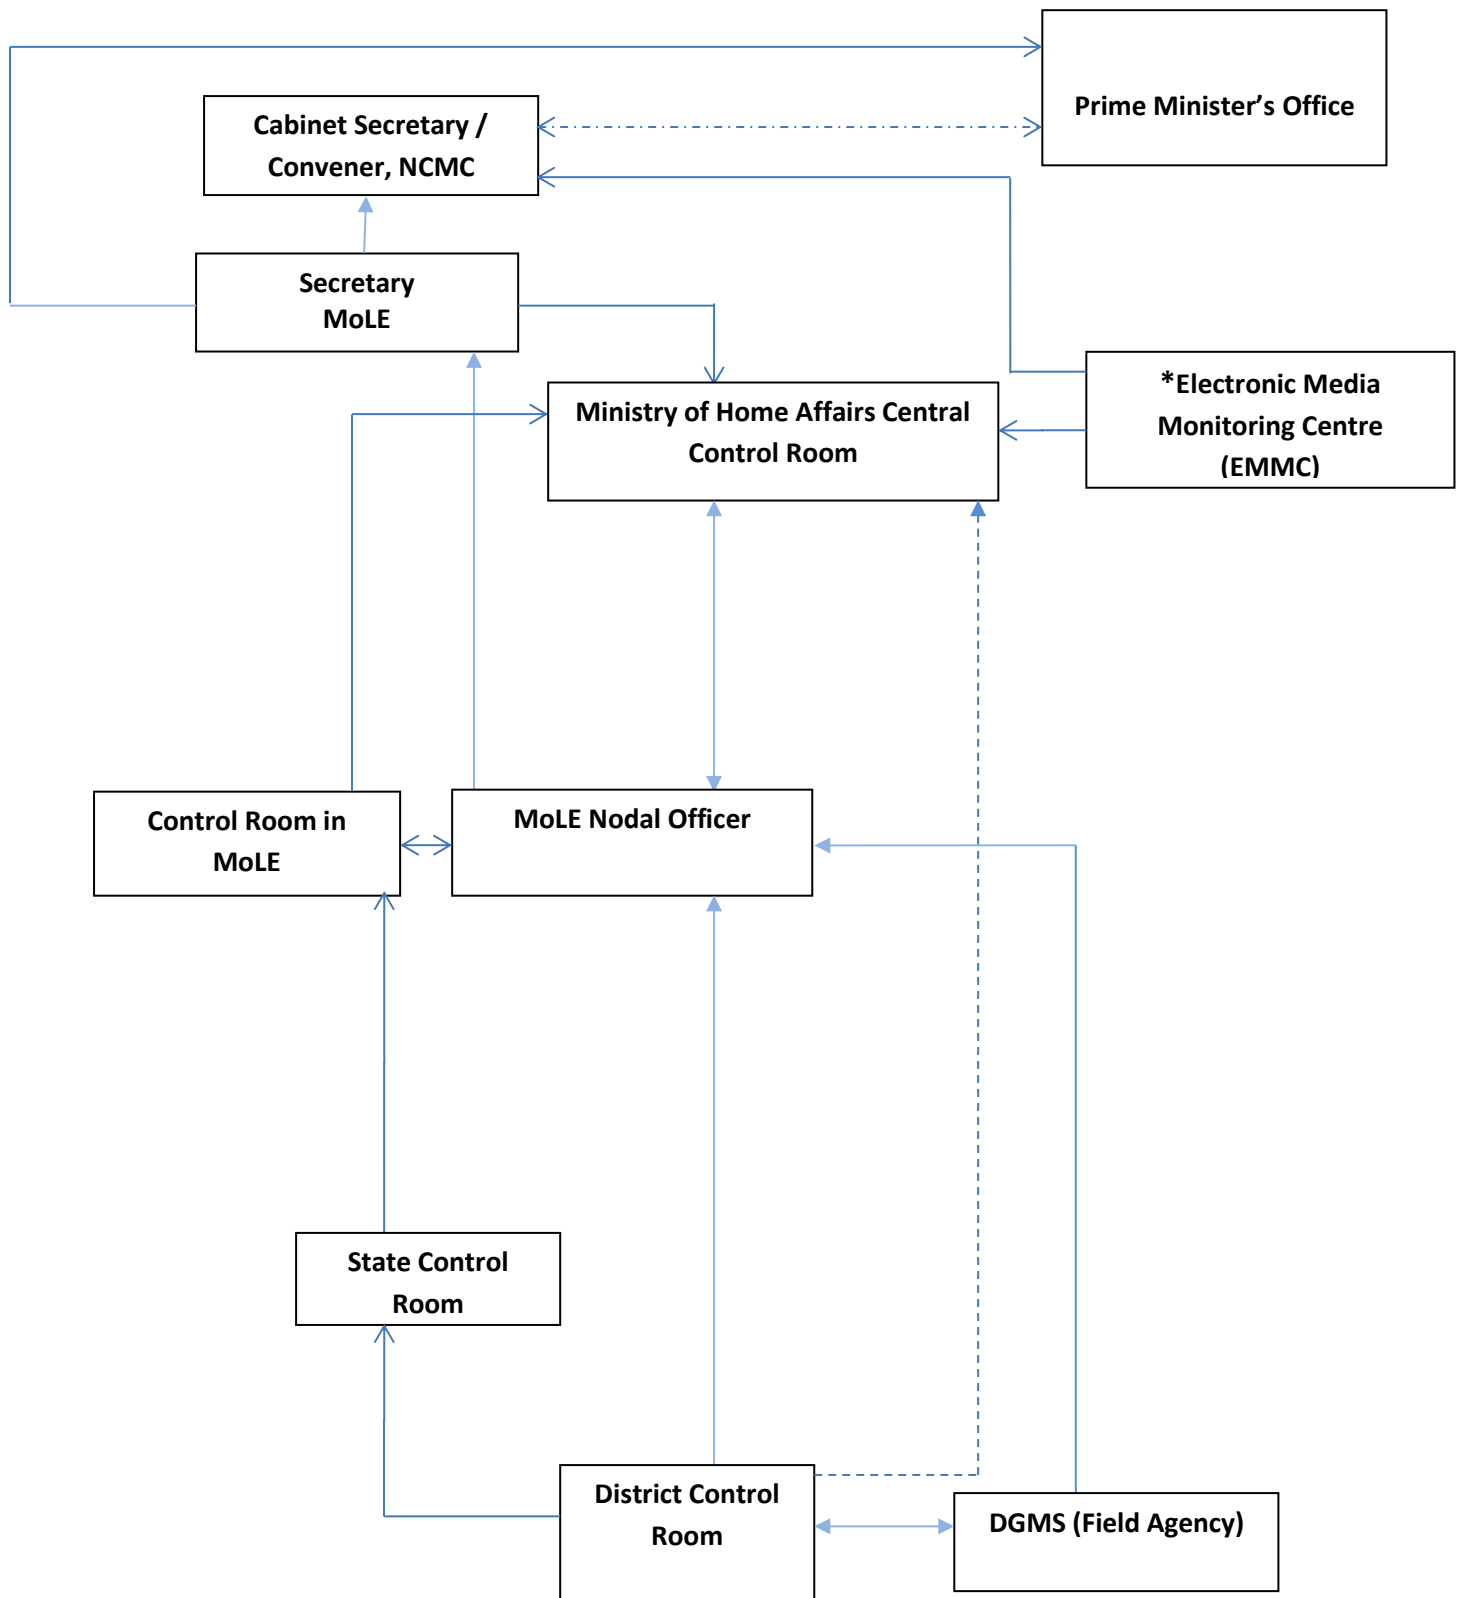 Prime Minister’s Office
Cabinet Secretary /
Convener, NCMC
Secretary
MoLE
*Electronic Media
Monitoring Centre
(EMMC)
Ministry of Home Affairs Central
Control Room
Control Room in
MoLE
MoLE Nodal Officer
State Control
Room
District Control
Room
DGMS (Field Agency)